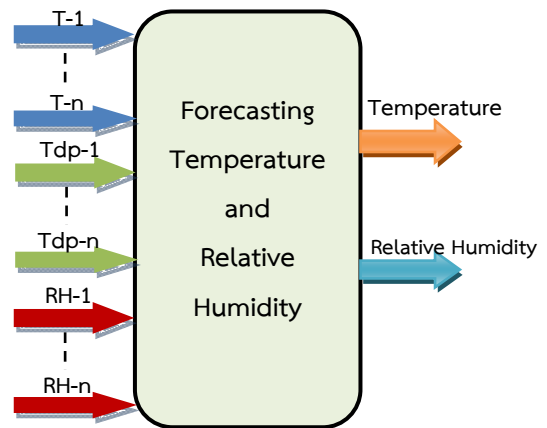 T-1
T-n
Tdp-1
Tdp-n
RH-1
RH-n
Forecasting
Temperature
and
Relative
Humidity
Temperature
Relative Humidity